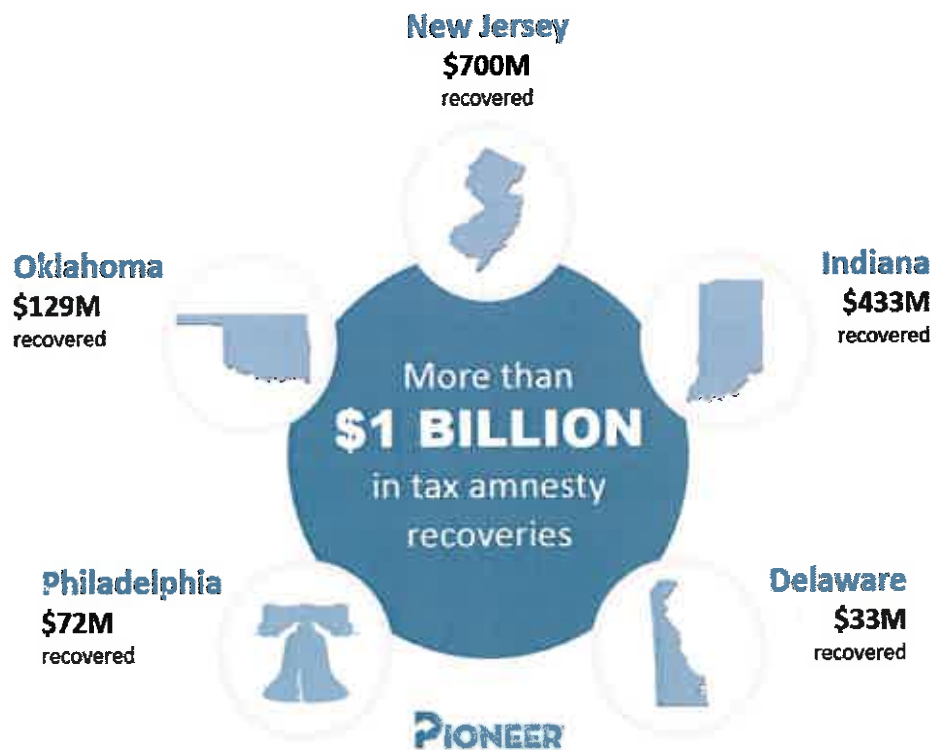 New Jersey
$700M
recovered
Oklahoma
$129M
recovered
Indiana
$433M
recovered
More than
$1 BILLION
in tax amnesty
recoveries
Philadelphia
$72M
recovered
Delaware
$33M
recovered
PIONEER